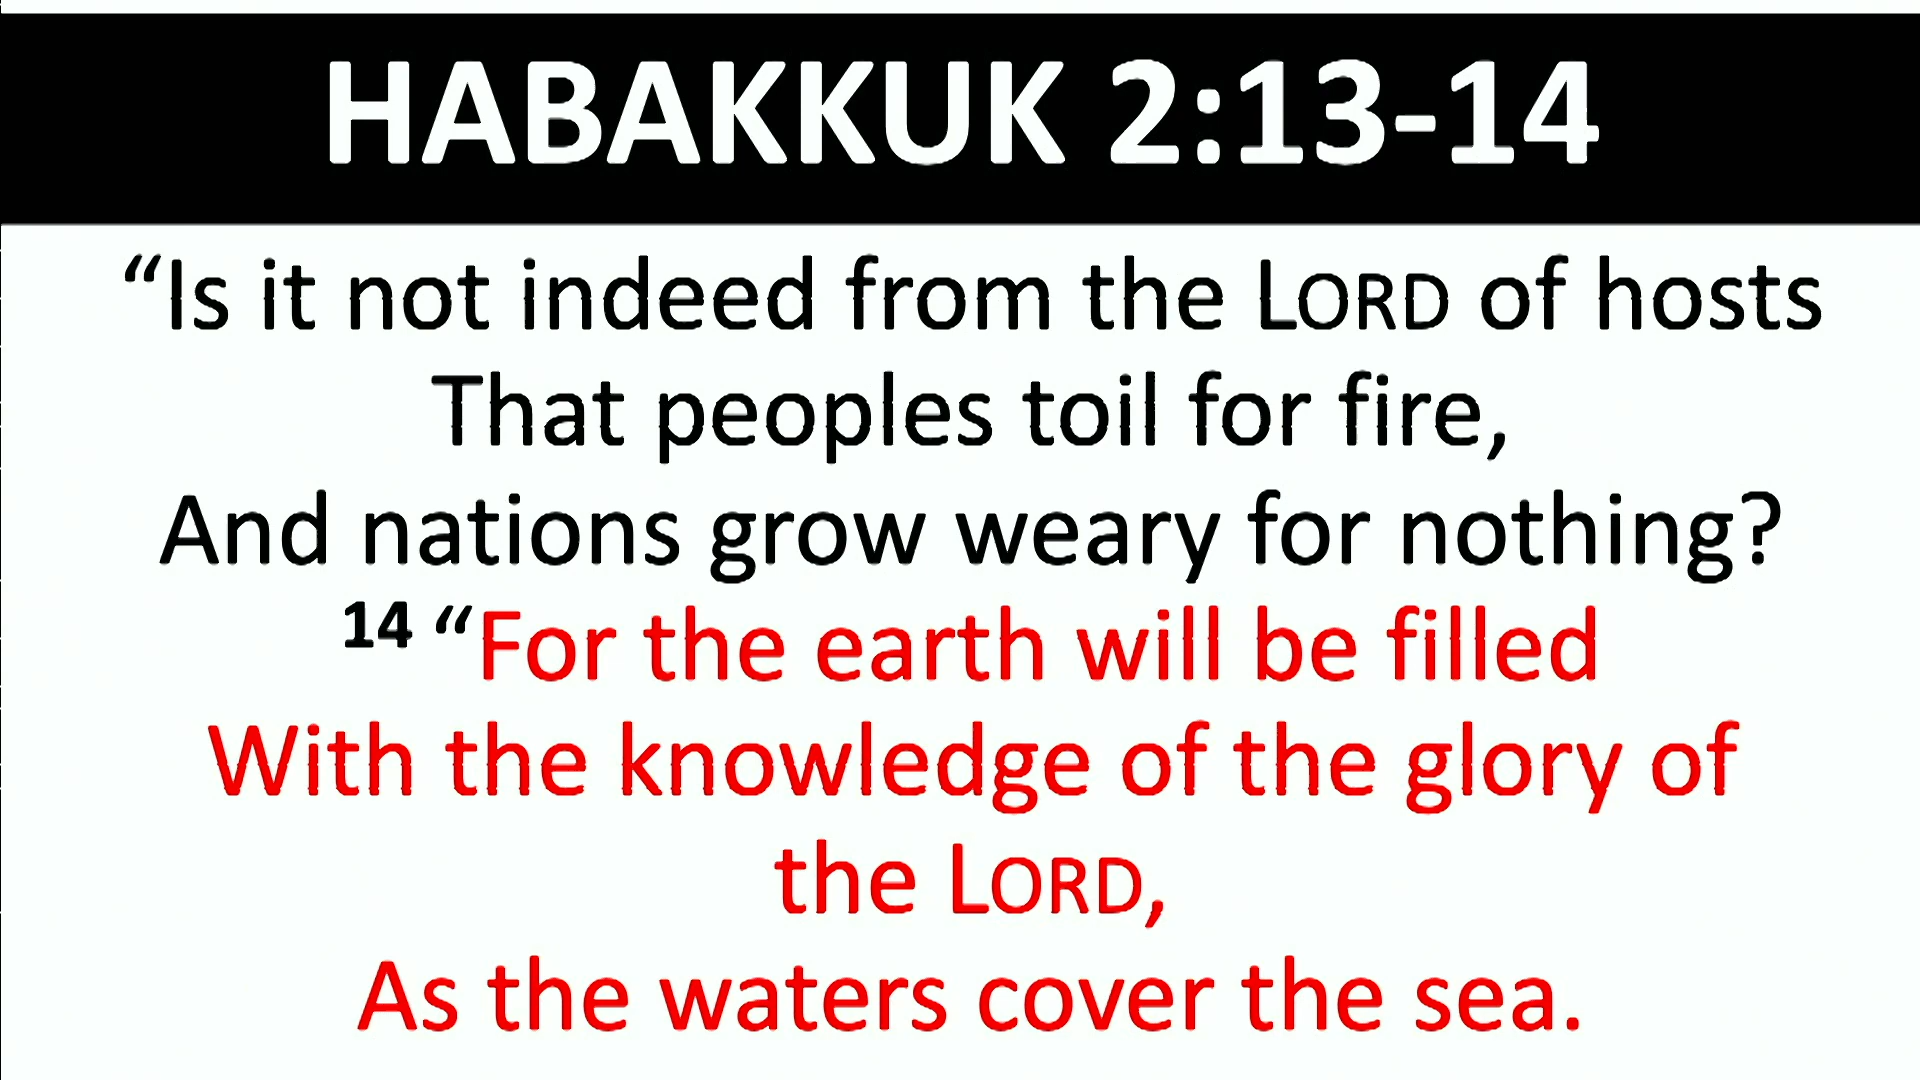 HABAKKUK 2:13-14
“Is it not indeed from the LORD of hosts
That peoples toil for fire,
And nations grow weary for nothing?
14 “For the earth will be filled
With the knowledge of the glory of
the LORD,
As the waters cover the sea.